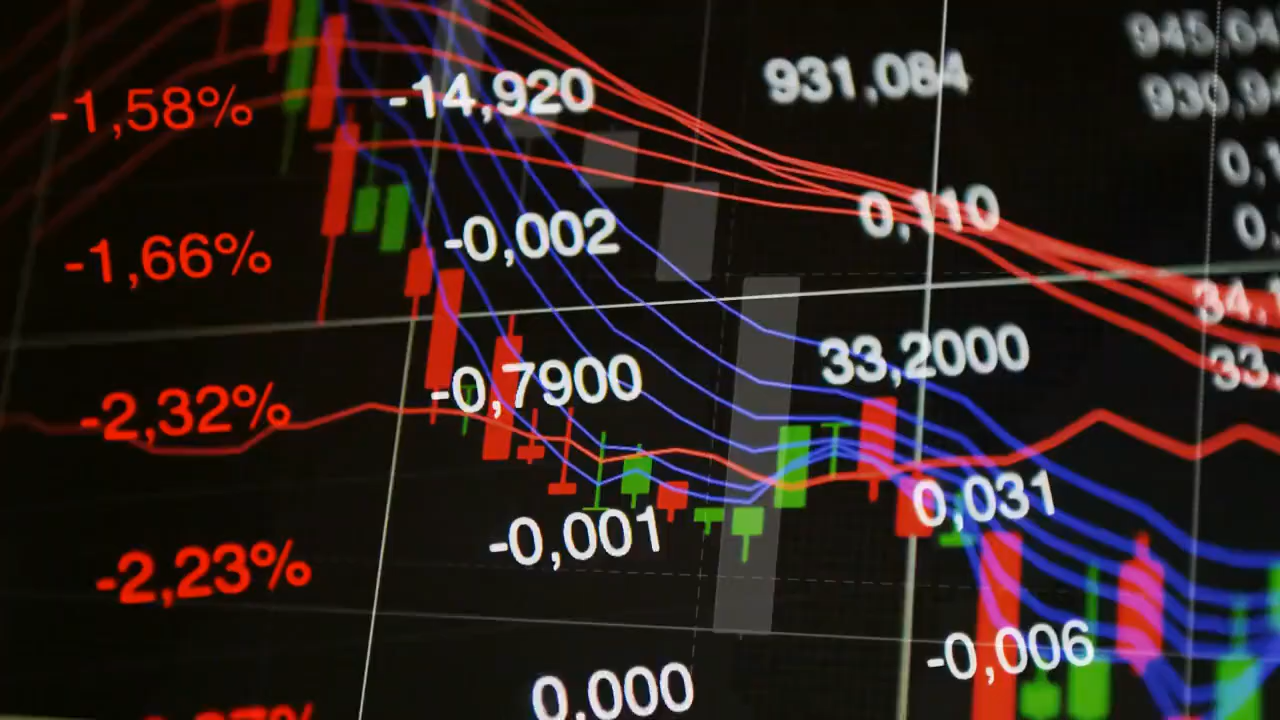 -1,58% -14,920 931,084
-1,66% -0,002 0,110
-2,32% -0,7900 33,2000
-2,23% -0,001 0,031
0,000 -0,006